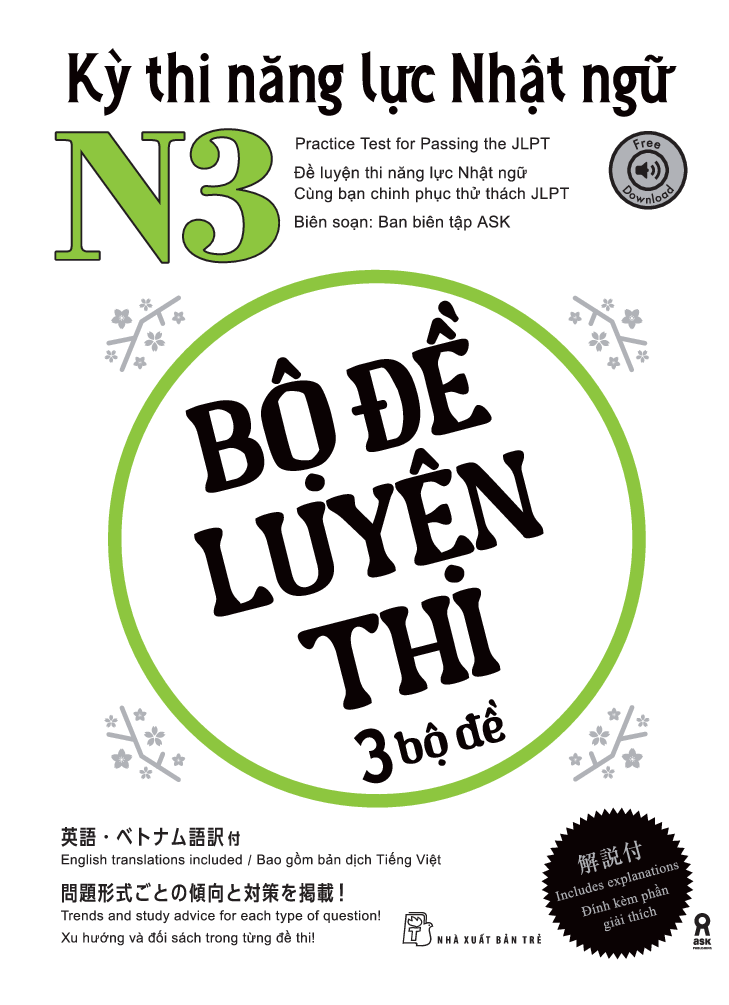 Kỳ thi năng lực Nhật ngữ
N3
Practice Test for Passing the JLPT
Đề luyện thi năng lực Nhật ngữ
Cùng bạn chinh phục thử thách JLPT
Biên soạn: Ban biên tập ASK
Free
Download
BỘ ĐỀ
LUYỆN
THI
3 bộ đề
英語・ベトナム語訳付
English translations included / Bao gồm bản dịch Tiếng Việt
問題形式ごとの傾向と対策を掲載！
Trends and study advice for each type of question!
Xu hướng và đối sách trong từng đề thi!
解説付
Includes explanations
Đính kèm phần
giải thích
NHÀ XUẤT BẢN TRẺ
ask
PUBLISHING